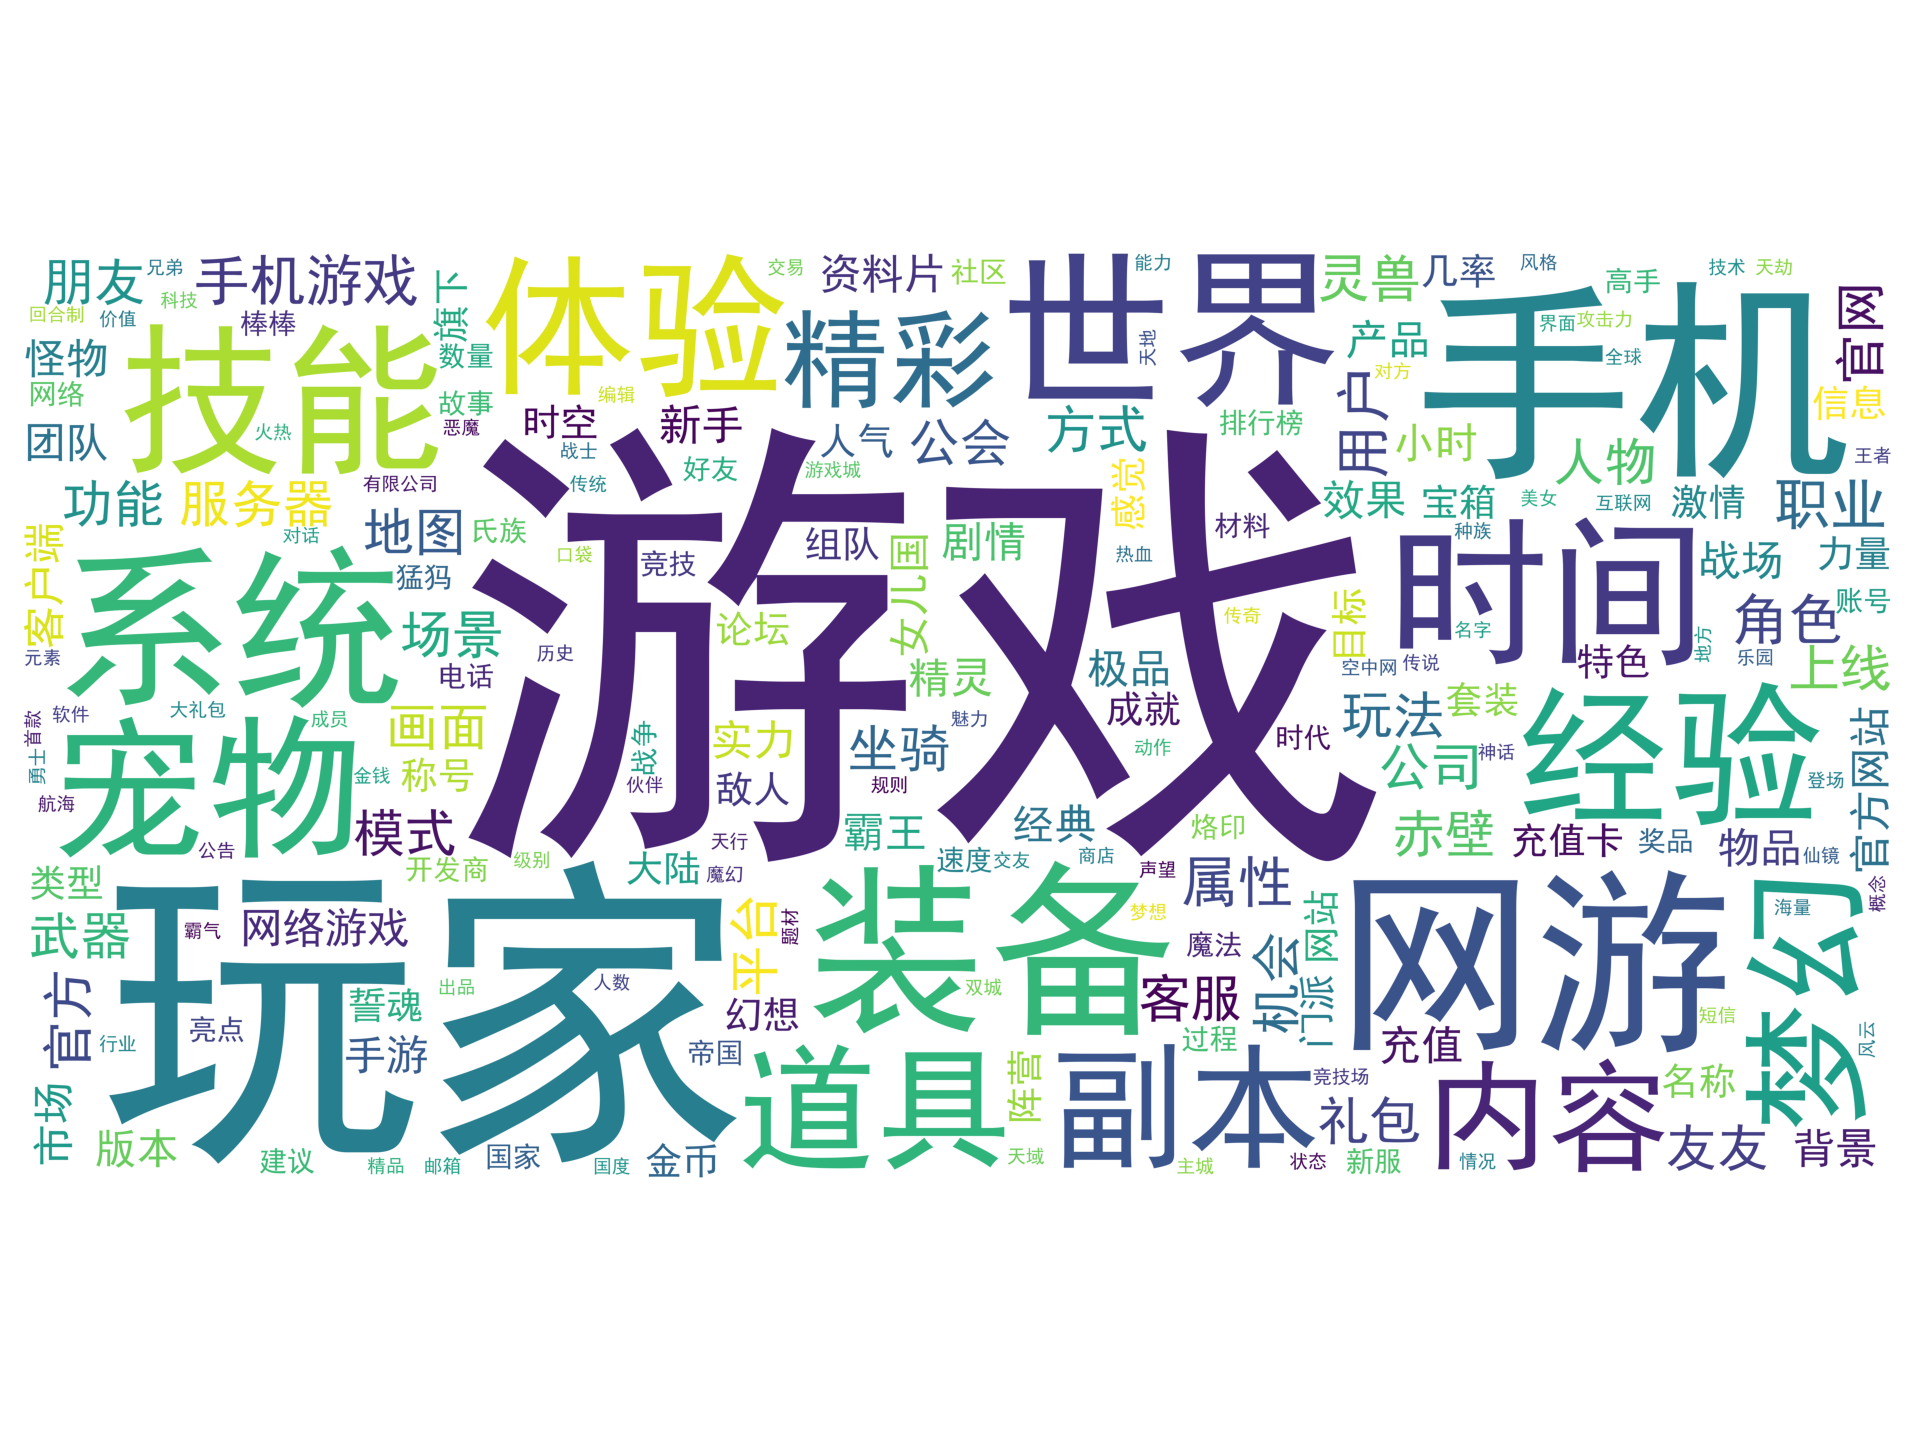 朋友
兄弟
手机游戏
旗下
体验
交易
资料片
社区
世界
能力
灵兽
几率
风格
高手
技术
天劫
官网
回合制
价值
科技
棒棒
技能
数量
编辑
精彩
天地
产品
手机
界面
攻击力
全球
怪物
网络
故事
恶魔
时空
新手
人气
公会
方式
排行榜
用户
对方
小时
信息
团队
火热
战士
好友
游戏城
人物
王者
功能
服务器
有限公司
传统
游戏
感觉
效果
宝箱
美女
互联网
激情
职业
客户端
对话
地图
氏族
口袋
竞技
组队
女儿国
剧情
热血
材料
时间
种族
战场
力量
系统
猛犸
场景
论坛
传奇
目标
名字
角色
账号
元素
电话
历史
精灵
极品
空中网
传说
特色
地方
乐园
上线
首款
软件
大礼包
成员
画面
战争
实力
坐骑
魅力
成就
动作
时代
玩法
套装
神话
经验
官方网站
勇士
宠物
金钱
称号
伙伴
敌人
规则
公司
登场
航海
公告
模式
开发商
级别
天行
大陆
魔幻
霸王
速度
交友
经典
商店
烙印
声望
赤壁
充值卡
奖品
物品
仙镜
类型
武器
霸气
网络游戏
玩家
平台
题材
装备
梦想
属性
魔法
网站
网游
梦幻
海量
概念
官方
亮点
誓魂
出品
人数
幻想
双城
客服
机会
门派
短信
风云
行业
手游
帝国
道具
阵营
过程
充值
副本
竞技场
内容
名称
市场
版本
建议
精品
邮箱
国家
国度
金币
天域
主城
状态
礼包
新服
情况
友友
背景